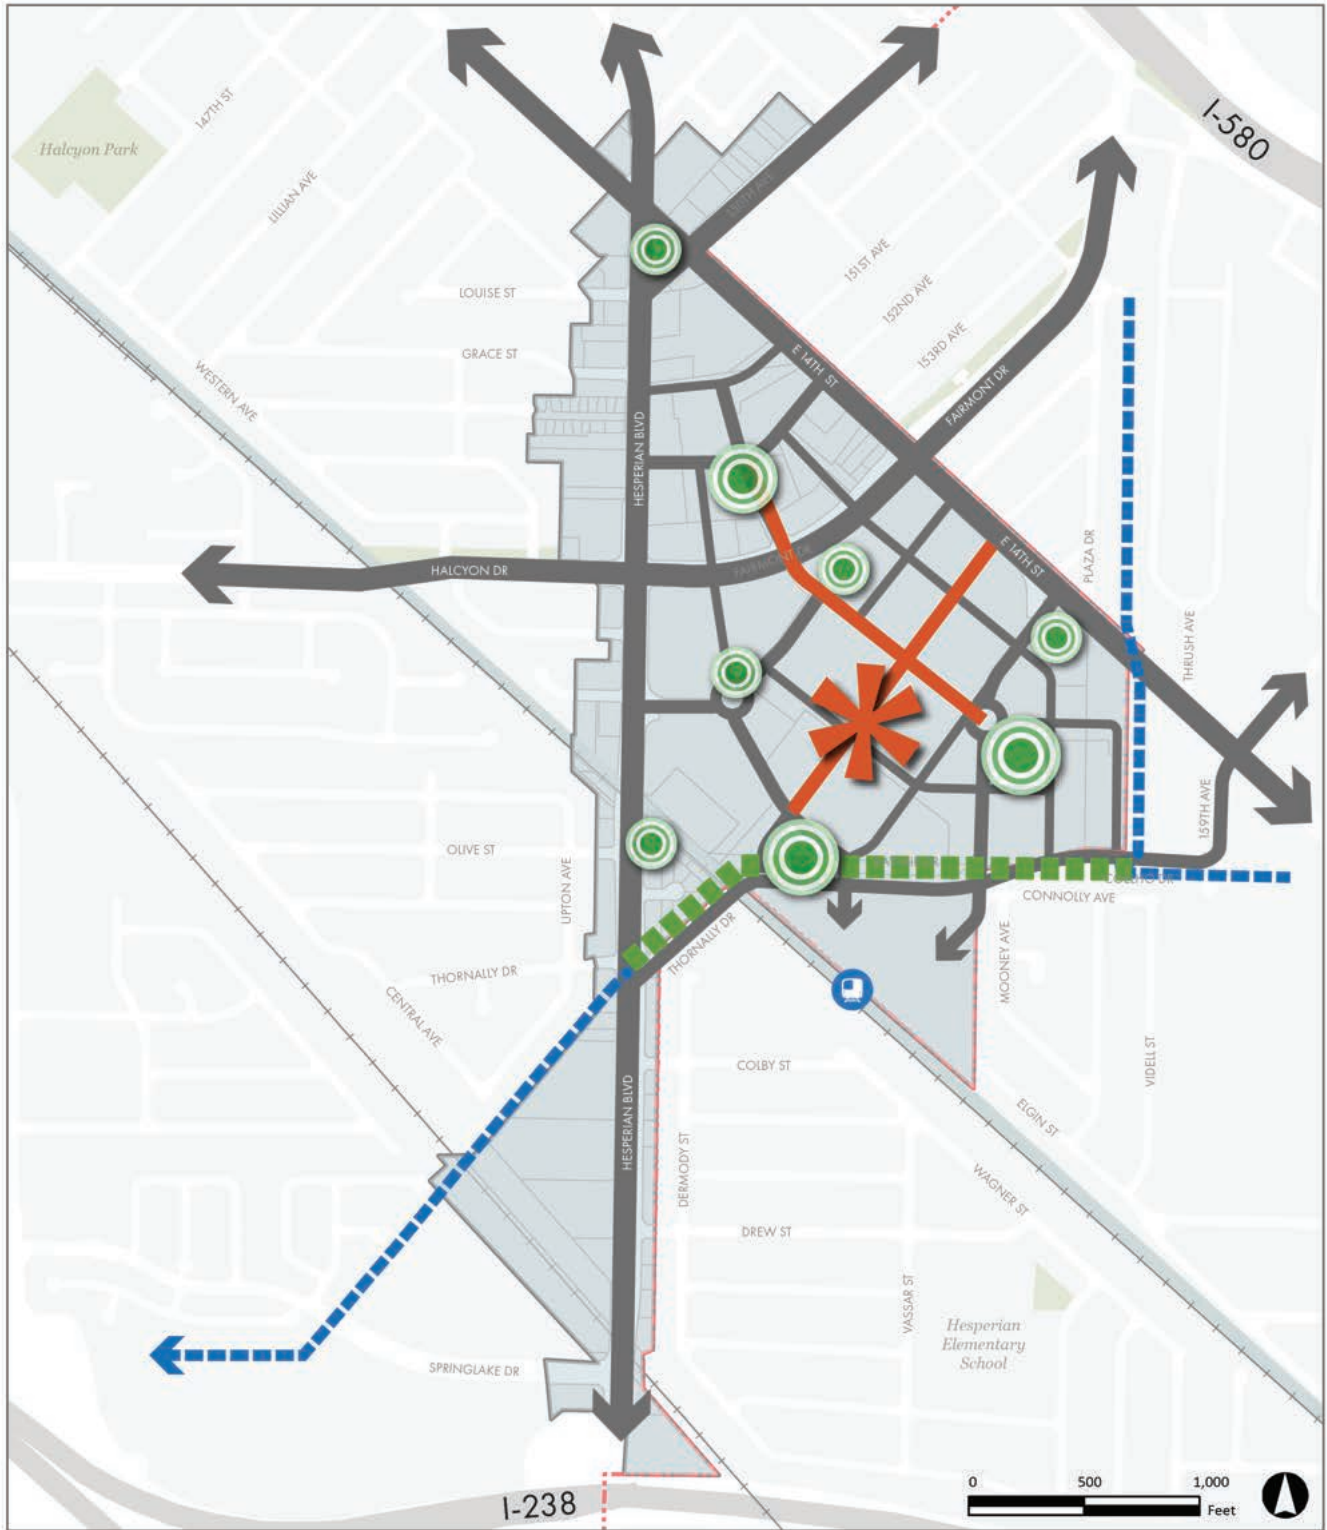 I-580
147TH ST
Halcyon Park
LILLIAN AVE
150TH AVE
151ST AVE
152ND AVE
153RD AVE
LOUISE ST
GRACE ST
WESTERN AVE
E 14TH ST
FAIRMONT DR
HESPERIAN BLVD
HALCYON DR
FAIRMONT DR
E 14TH ST
PLAZA DR
THRUSH AVE
159TH AVE
OLIVE ST
UPTON AVE
COELHO DR
CONNOLLY AVE
THORNALLY DR
THORNALLY DR
CENTRAL AVE
MOONEY AVE
VIDELL ST
COLBY ST
HESPERIAN BLVD
DERMODY ST
ELGIN ST
WAGNER ST
DREW ST
VASSAR ST
Hesperian
Elementary
School
SPRINGLAKE DR
I-238
0 500 1,000
Feet